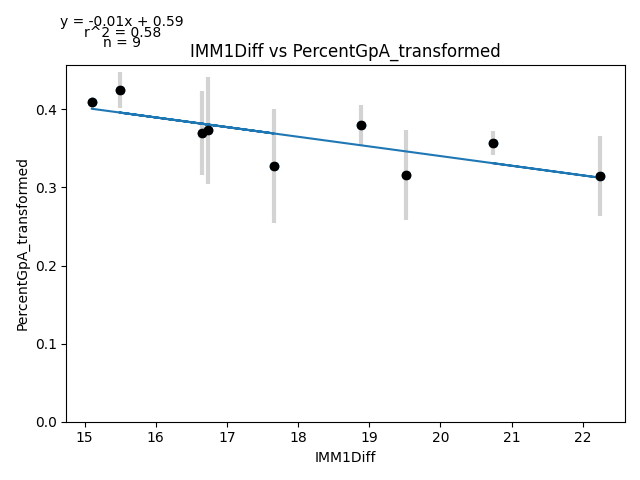 y = -0.01x + 0.59
r^2 = 0.58
n = 9
IMM1Diff vs PercentGpA_transformed
PercentGpA_transformed
0.4
0.3
0.2
0.1
0.0
15 16 17 18 19 20 21 22
IMM1Diff